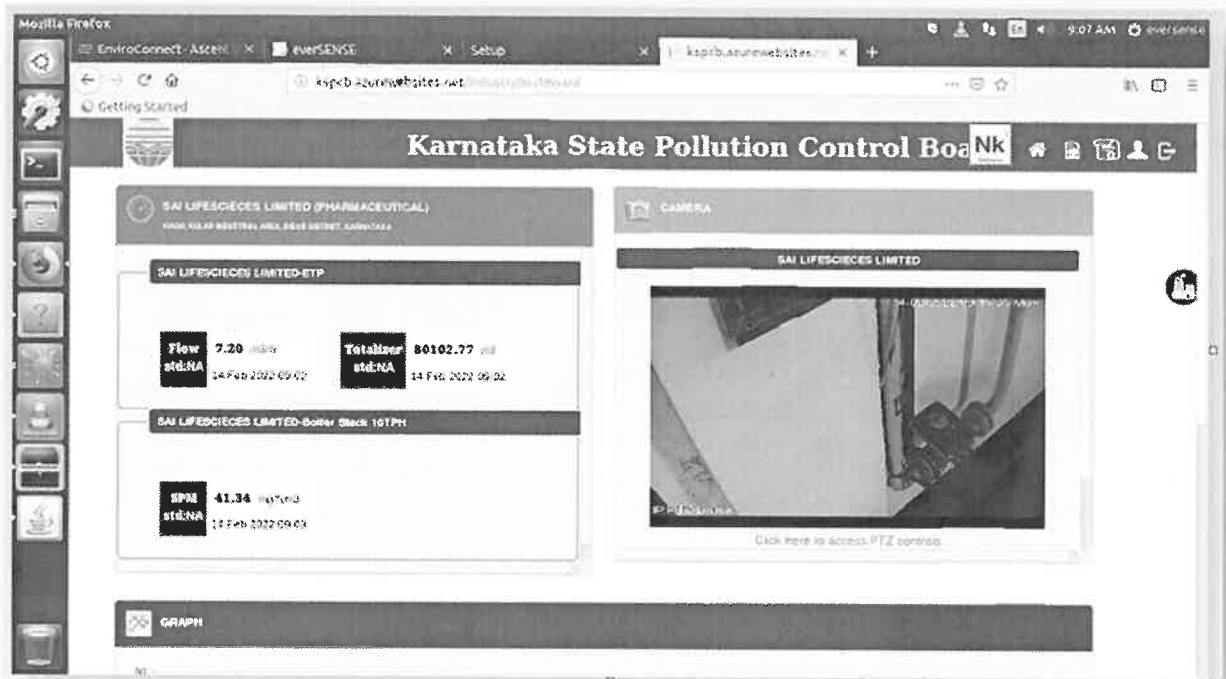 Mozilla Firefox
En
9:07 AM
eversense
EnviroConnect - Ascent
everSENSE
Setup
kspcb.azurewebsites.
kspcb.azurewebsites.net
Getting Started
Karnataka State Pollution Control Boa
Nk
SAI LIFESCIECES LIMITED (PHARMACEUTICAL)
CAMERA
SAI LIFESCIECES LIMITED-ETP
SAI LIFESCIECES LIMITED
Flow
std:NA
7.20
14 Feb 2022 09:02
Totalizer
std:NA
80102.77 m3
14 Feb 2022 09:02
SAI LIFESCIECES LIMITED-Boiler Stack 10TPH
SPM
std:NA
41.34
14 Feb 2022 09:03
Click here to access PTZ controls
GRAPH